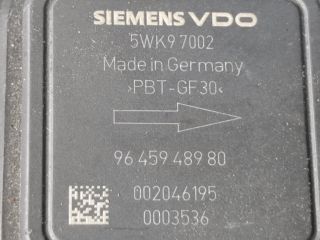 SIEMENS VDO
5WK9 7002
Made in Germany
›PBT-GF30‹
96 459 489 80
002046195
0003536